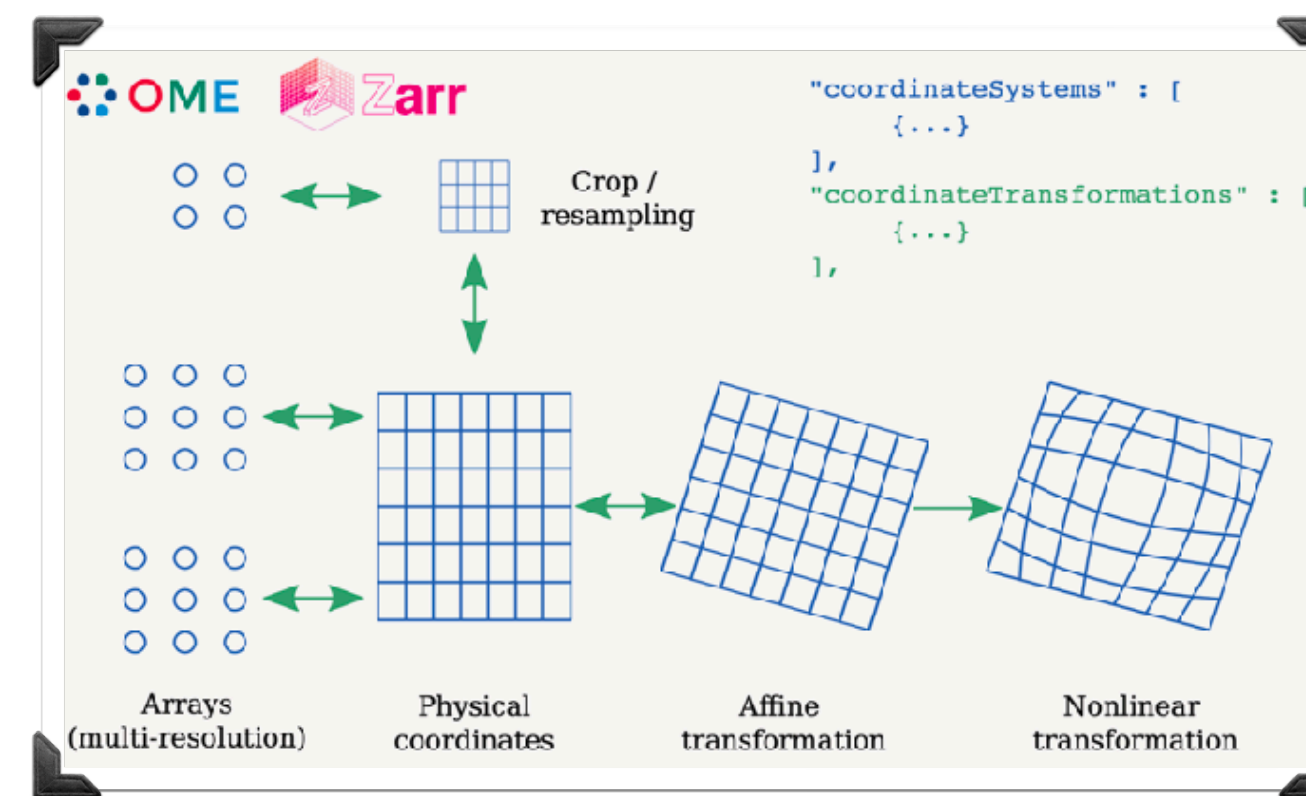 OME Zarr
"coordinateSystems" : [
{...}
],
"coordinateTransformations" : [
{...}
],
Crop /
resampling
Arrays
(multi-resolution)
Physical
coordinates
Affine
transformation
Nonlinear
transformation